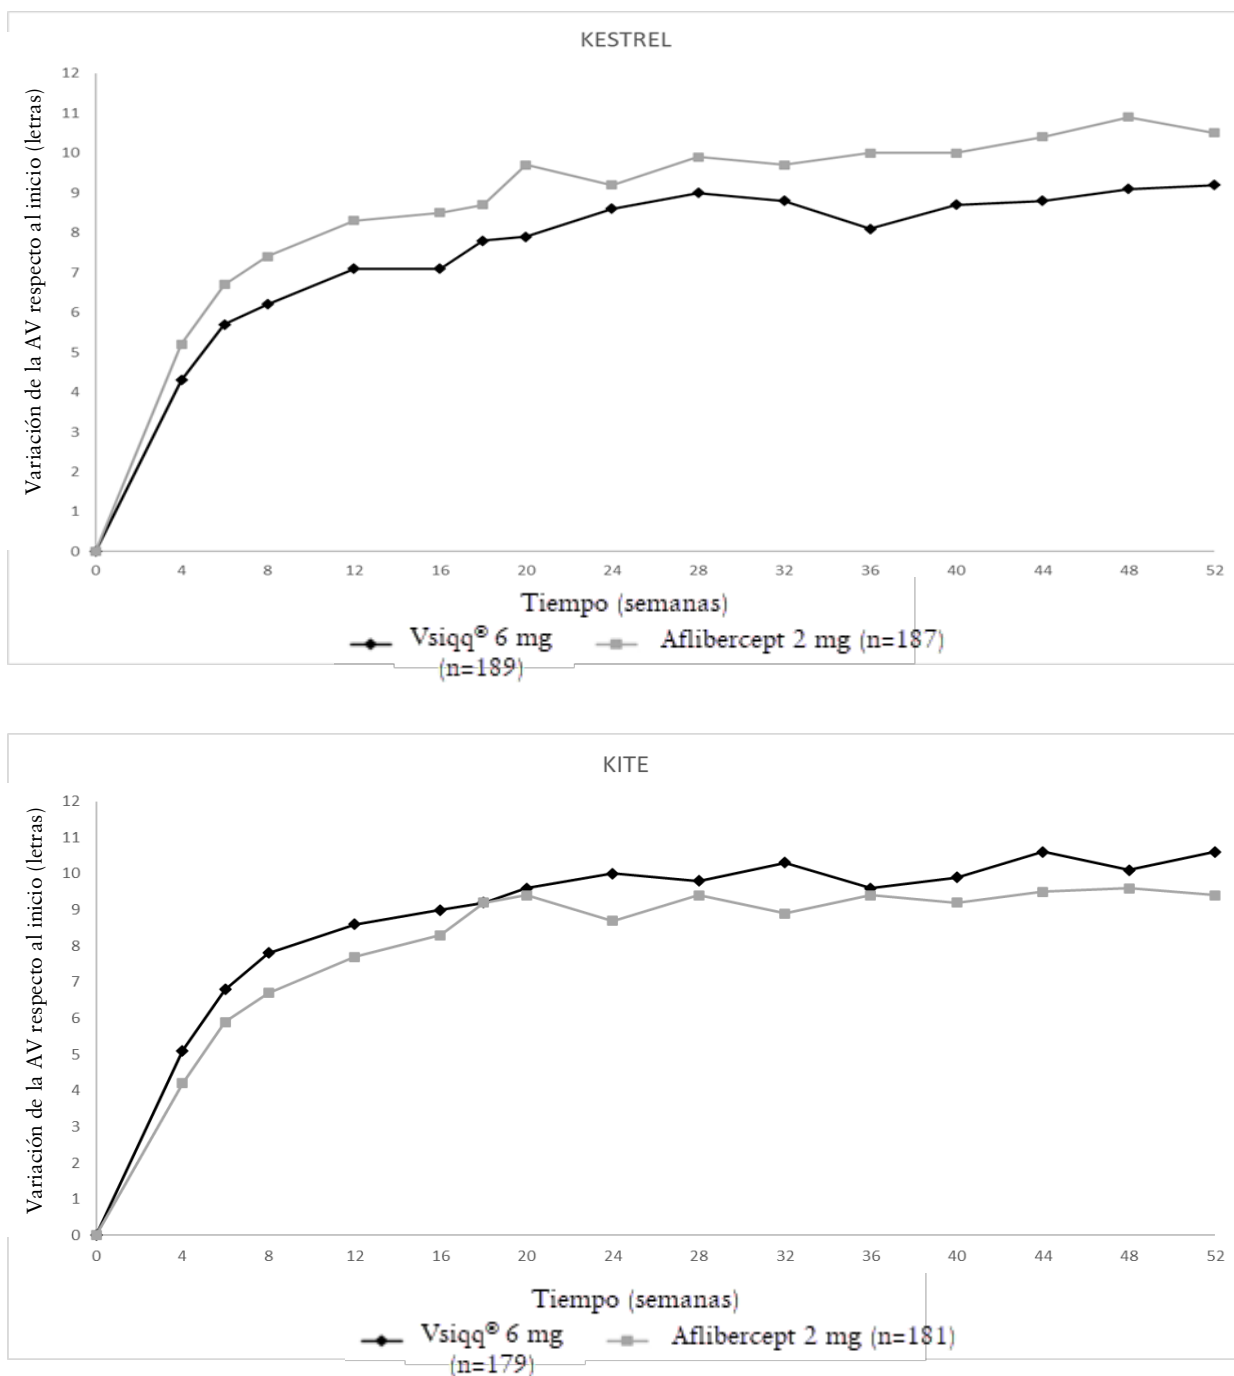 KESTREL
Variación de la AV respecto al inicio (letras)
12
11
10
9
8
7
6
5
4
3
2
1
0
0 4 8 12 16 20 24 28 32 36 40 44 48 52
Tiempo (semanas)
Vsiqq® 6 mg Aflibercept 2 mg (n=187)
(n=189)
KITE
Variación de la AV respecto al inicio (letras)
12
11
10
9
8
7
6
5
4
3
2
1
0
0 4 8 12 16 20 24 28 32 36 40 44 48 52
Tiempo (semanas)
Vsiqq® 6 mg Aflibercept 2 mg (n=181)
(n=179)